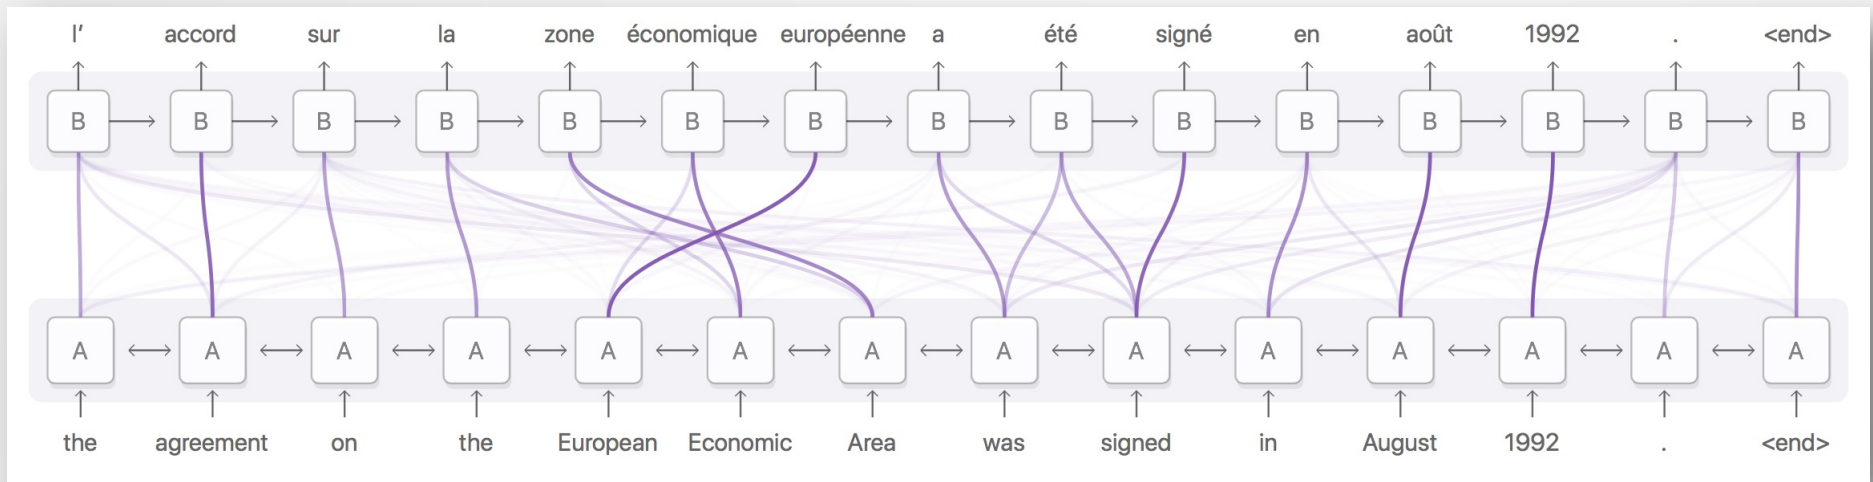 l’ accord sur la zone économique européenne a été signé en août 1992 . <end>
B B B B B B B B B B B B B B B
A A A A A A A A A A A A A A
the agreement on the European Economic Area was signed in August 1992 . <end>